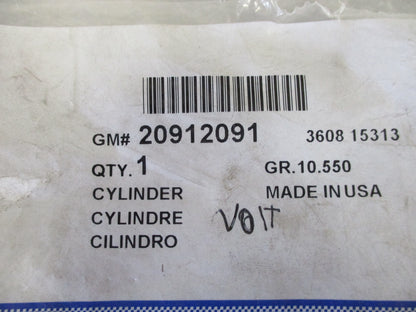 GM# 20912091 3608 15313
QTY. 1 GR. 10.550
CYLINDER MADE IN USA
CYLINDRE VOlT
CILINDRO